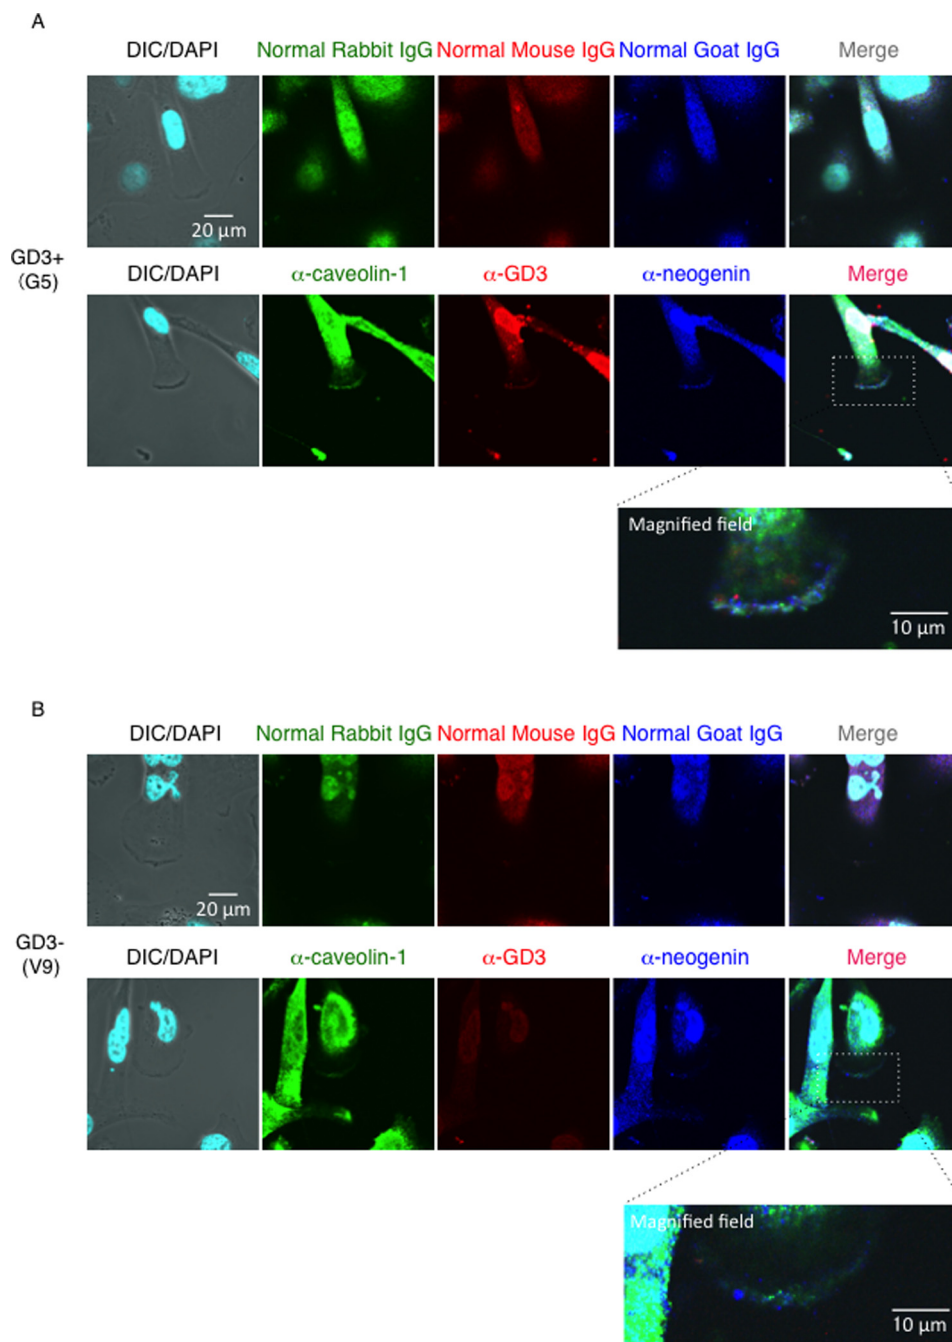 A
DIC/DAPI Normal Rabbit IgG Normal Mouse IgG Normal Goat IgG Merge
20 μm
GD3+
(G5)
DIC/DAPI α-caveolin-1 α-GD3 α-neogenin Merge
Magnified field
10 μm
B
DIC/DAPI Normal Rabbit IgG Normal Mouse IgG Normal Goat IgG Merge
20 μm
GD3-
(V9)
DIC/DAPI α-caveolin-1 α-GD3 α-neogenin Merge
Magnified field
10 μm